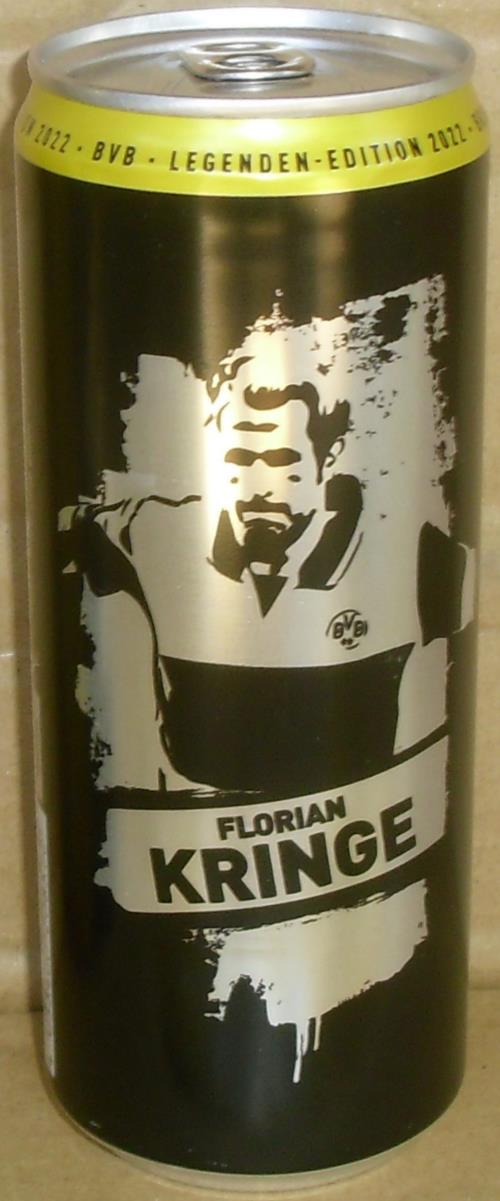 2022 · BVB · LEGENDEN-EDITION 2022 ·
BVB
FLORIAN
KRINGE